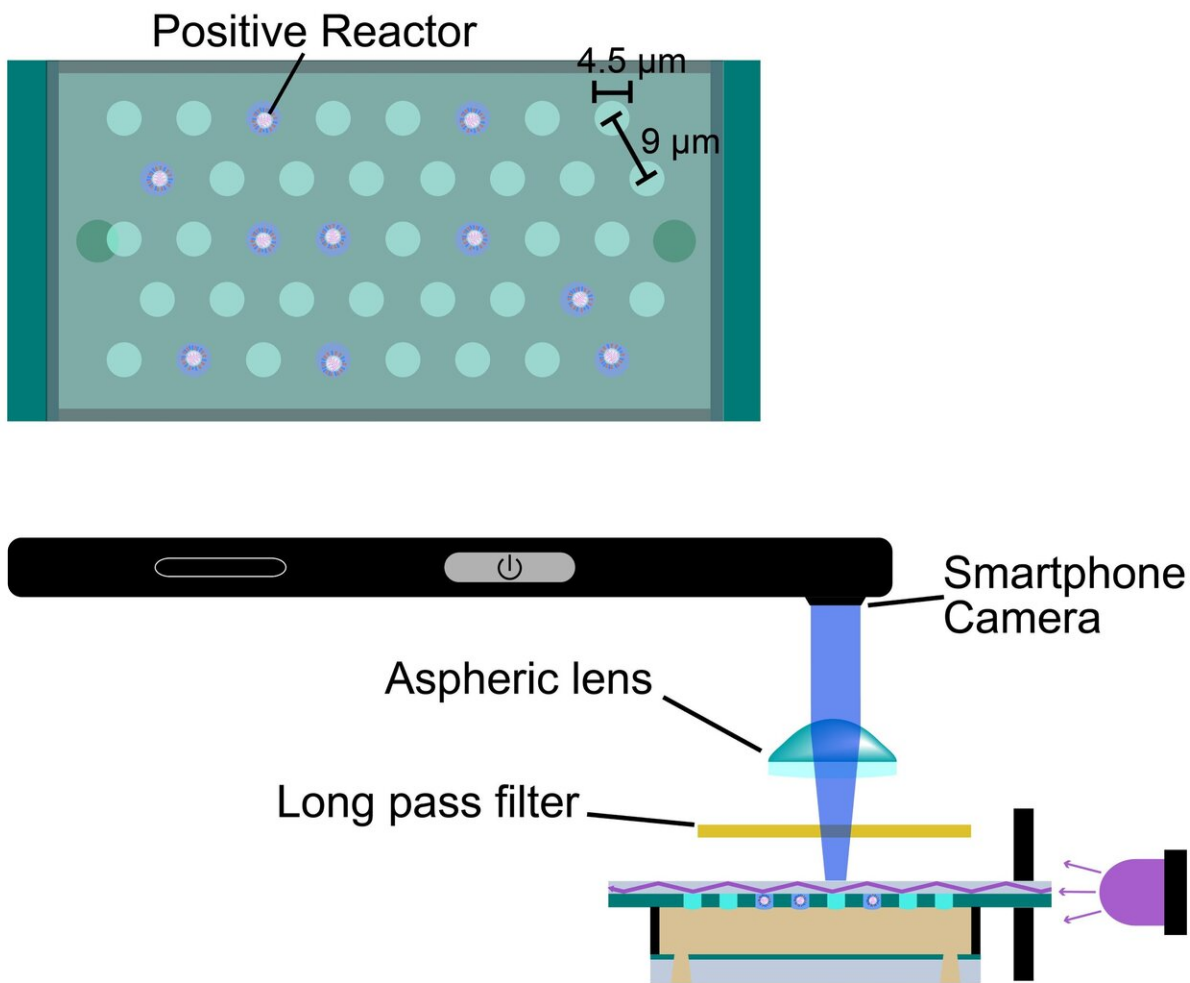 Positive Reactor
4.5 µm
9 µm
Smartphone
Camera
Aspheric lens
Long pass filter